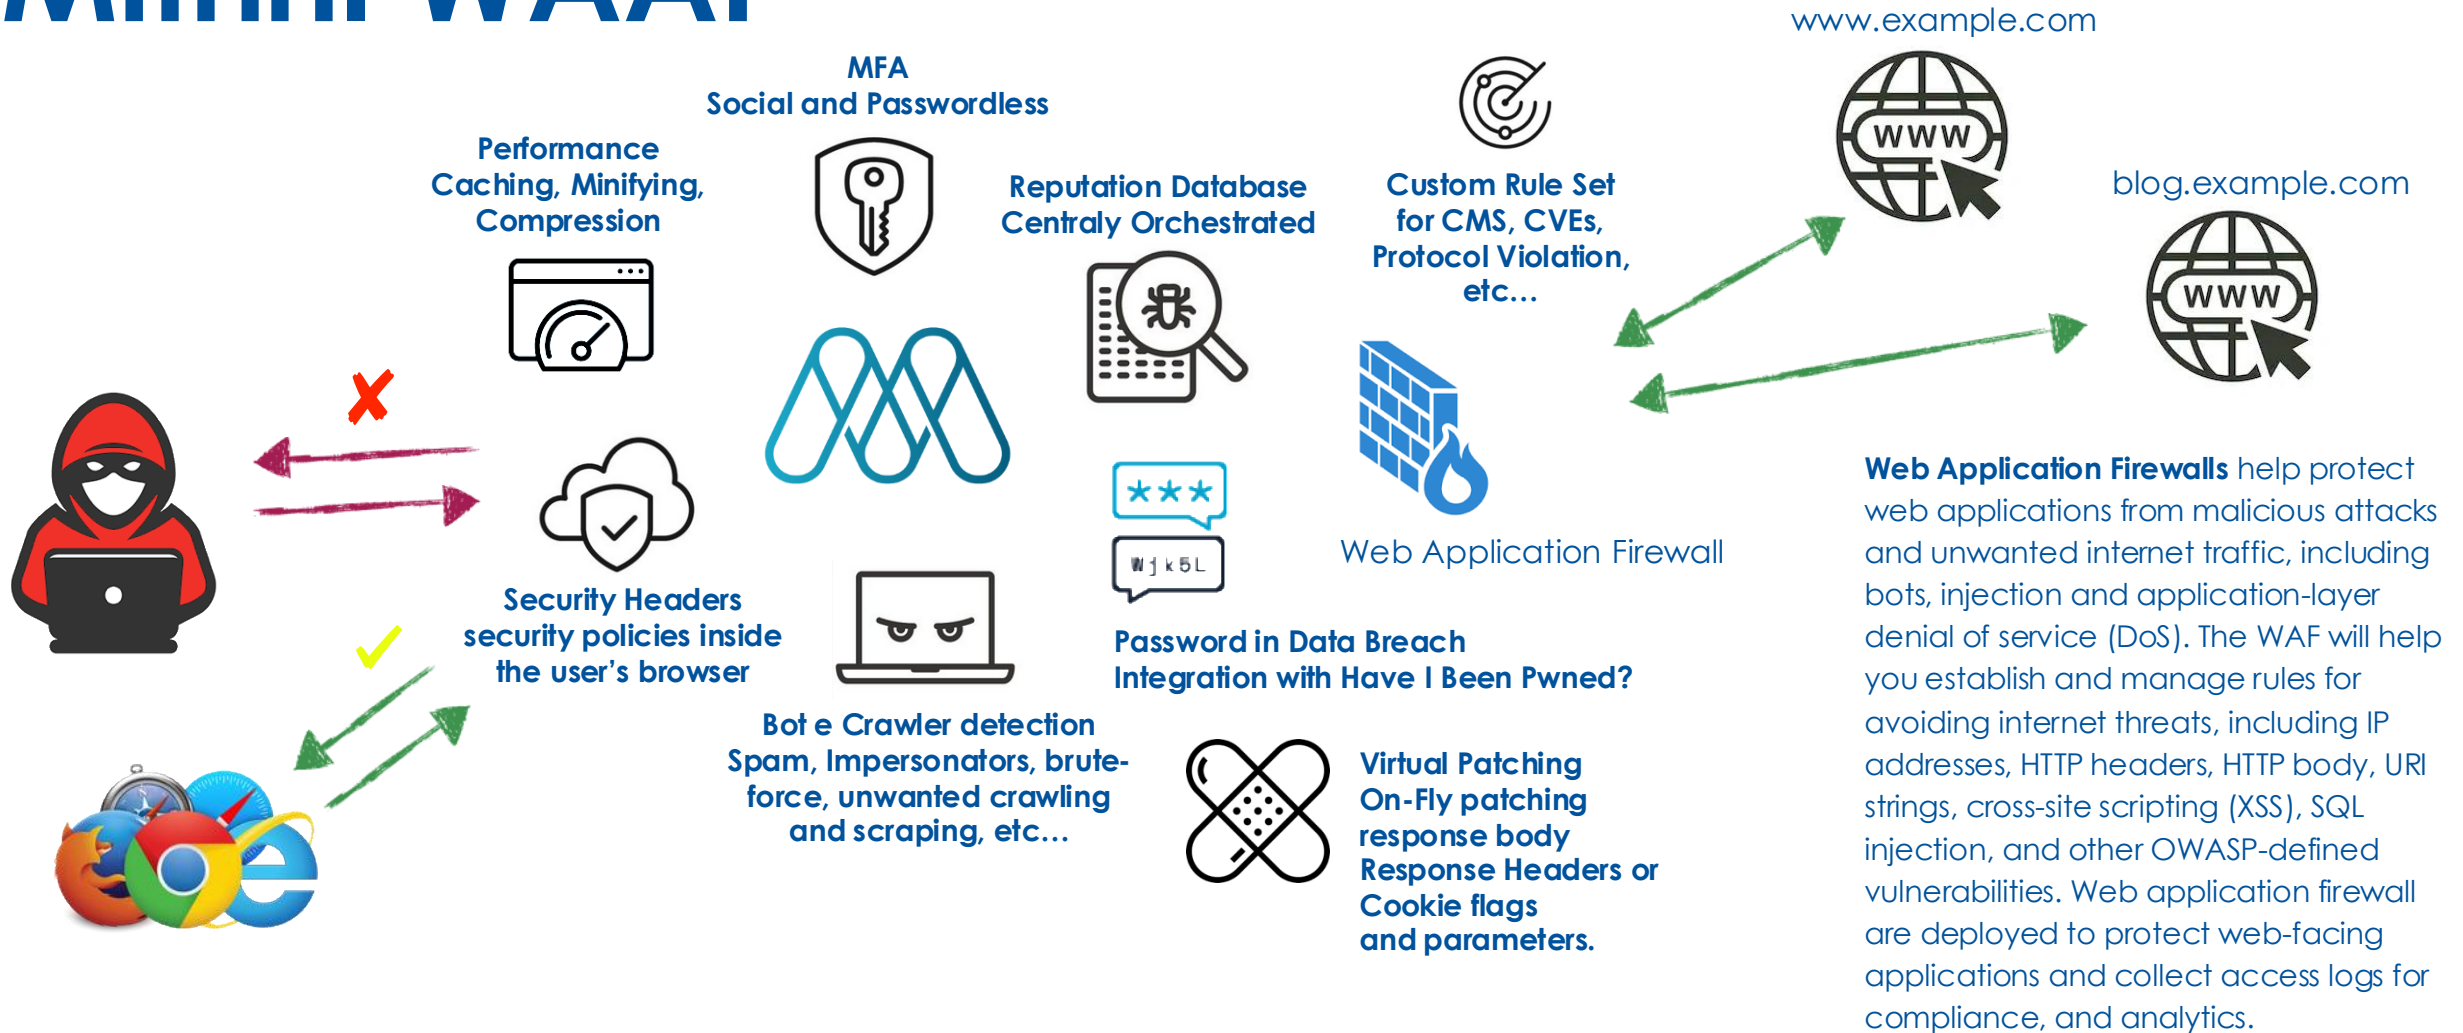 www.example.com
MFA
Social and Passwordless
Performance
Caching, Minifying,
Compression
Reputation Database
Centraly Orchestrated
Custom Rule Set
for CMS, CVEs,
Protocol Violation,
etc...
WWW
blog.example.com
WWW
***
Wjk5L
Web Application Firewall
Security Headers
security policies inside
the user's browser
Password in Data Breach
Integration with Have I Been Pwned?
Bot e Crawler detection
Spam, Impersonators, brute-
force, unwanted crawling
and scraping, etc...
Virtual Patching
On-Fly patching
response body
Response Headers or
Cookie flags
and parameters.
Web Application Firewalls help protect
web applications from malicious attacks
and unwanted internet traffic, including
bots, injection and application-layer
denial of service (DoS). The WAF will help
you establish and manage rules for
avoiding internet threats, including IP
addresses, HTTP headers, HTTP body, URI
strings, cross-site scripting (XSS), SQL
injection, and other OWASP-defined
vulnerabilities. Web application firewall
are deployed to protect web-facing
applications and collect access logs for
compliance, and analytics.